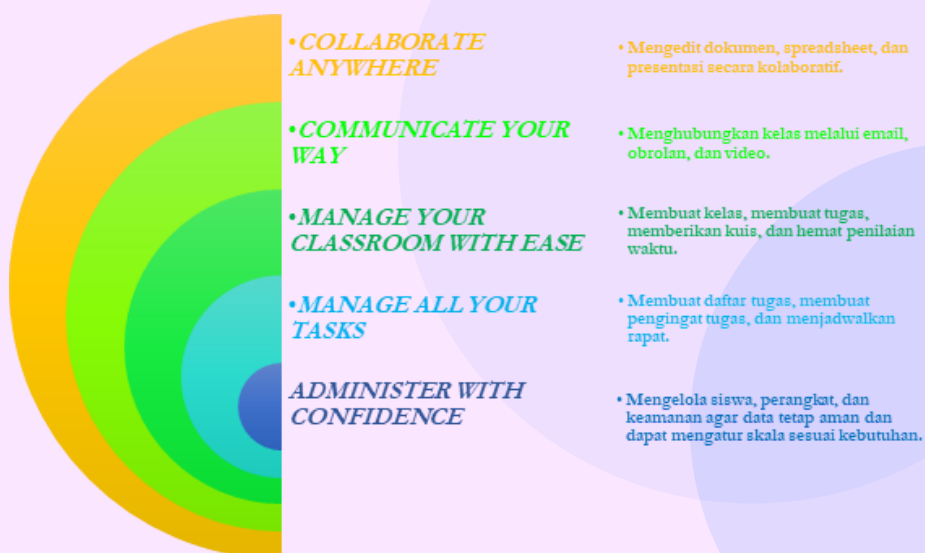 •COLLABORATE
ANYWHERE
• Mengedit dokumen, spreadsheet, dan
presentasi secara kolaboratif.
•COMMUNICATE YOUR
WAY
• Menghubungkan kelas melalui email,
obrolan, dan video.
•MANAGE YOUR
CLASSROOM WITH EASE
• Membuat kelas, membuat tugas,
memberikan kuis, dan hemat penilaian
waktu.
•MANAGE ALL YOUR
TASKS
• Membuat daftar tugas, membuat
pengingat tugas, dan menjadwalkan
rapat.
ADMINISTER WITH
CONFIDENCE
• Mengelola siswa, perangkat, dan
keamanan agar data tetap aman dan
dapat mengatur skala sesuai kebutuhan.